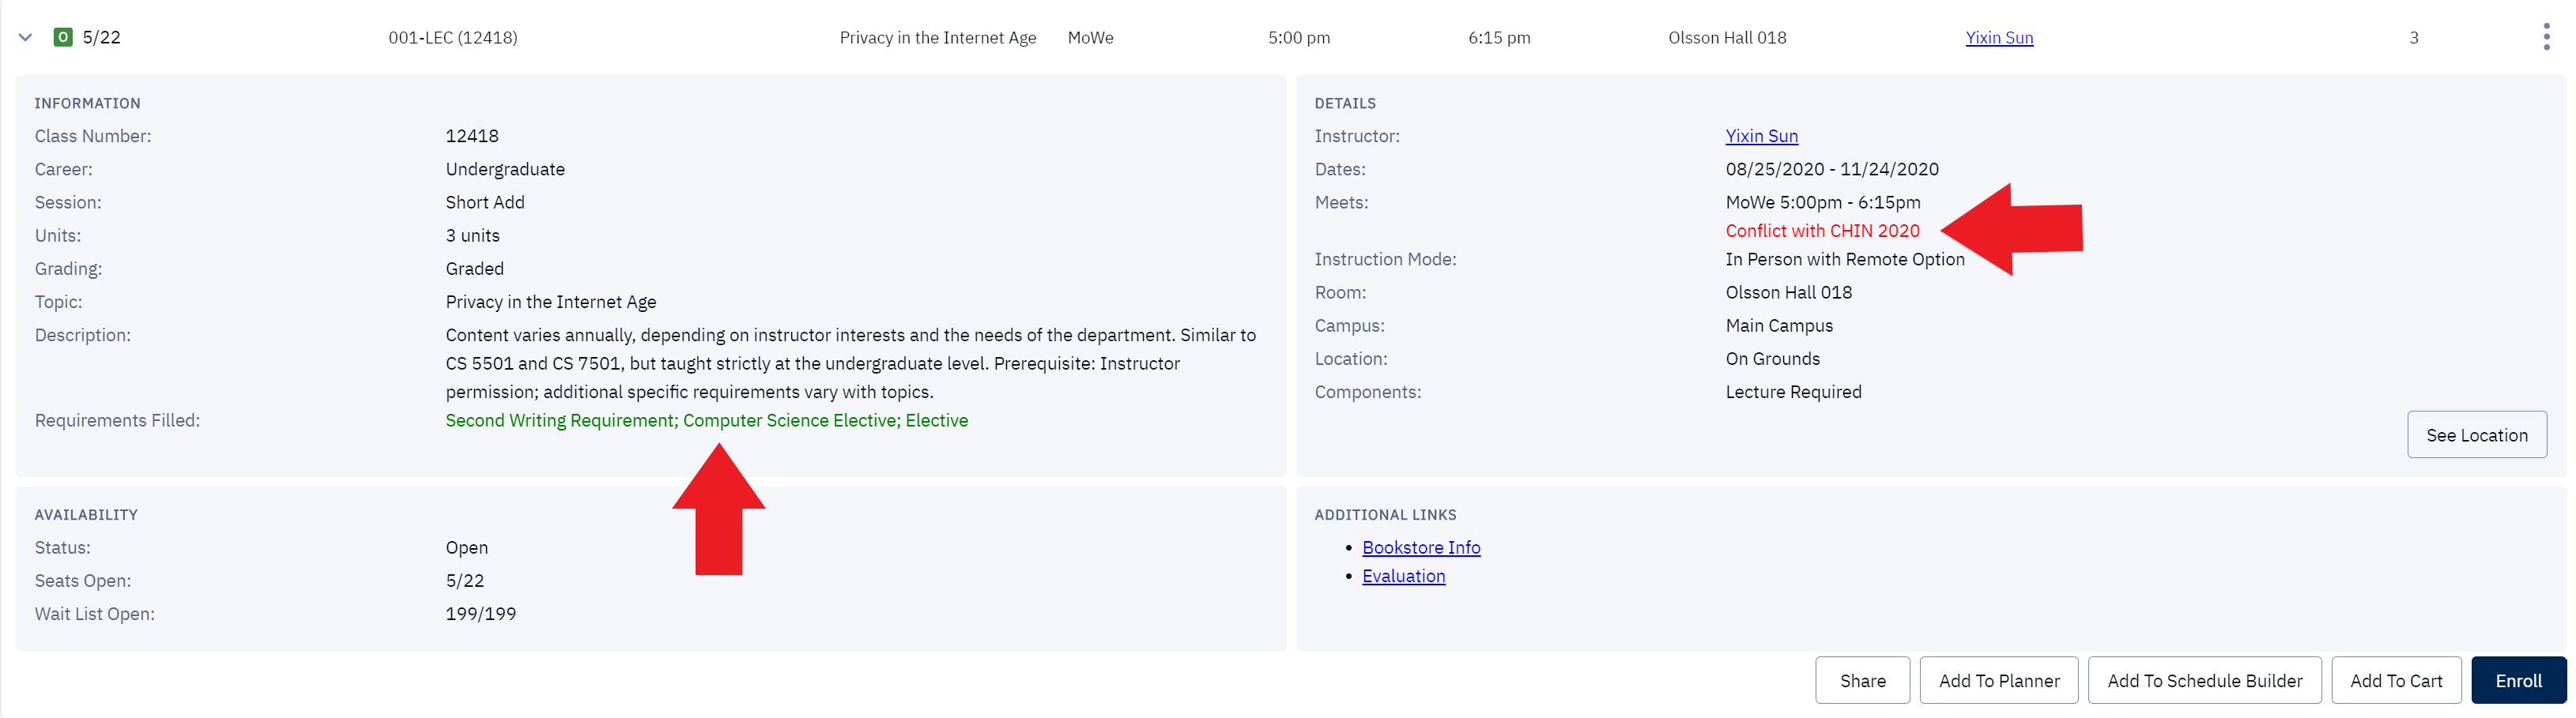 O 5/22 001-LEC (12418) Privacy in the Internet Age MoWe 5:00 pm 6:15 pm Olsson Hall 018 Yixin Sun 3
INFORMATION
Class Number: 12418
Career: Undergraduate
Session: Short Add
Units: 3 units
Grading: Graded
Topic: Privacy in the Internet Age
Description: Content varies annually, depending on instructor interests and the needs of the department. Similar to
CS 5501 and CS 7501, but taught strictly at the undergraduate level. Prerequisite: Instructor
permission; additional specific requirements vary with topics.
Requirements Filled: Second Writing Requirement; Computer Science Elective; Elective
DETAILS
Instructor: Yixin Sun
Dates: 08/25/2020 - 11/24/2020
Meets: MoWe 5:00pm - 6:15pm
Conflict with CHIN 2020
Instruction Mode: In Person with Remote Option
Room: Olsson Hall 018
Campus: Main Campus
Location: On Grounds
Components: Lecture Required
See Location
AVAILABILITY
Status: Open
Seats Open: 5/22
Wait List Open: 199/199
ADDITIONAL LINKS
• Bookstore Info
• Evaluation
Share Add To Planner Add To Schedule Builder Add To Cart Enroll